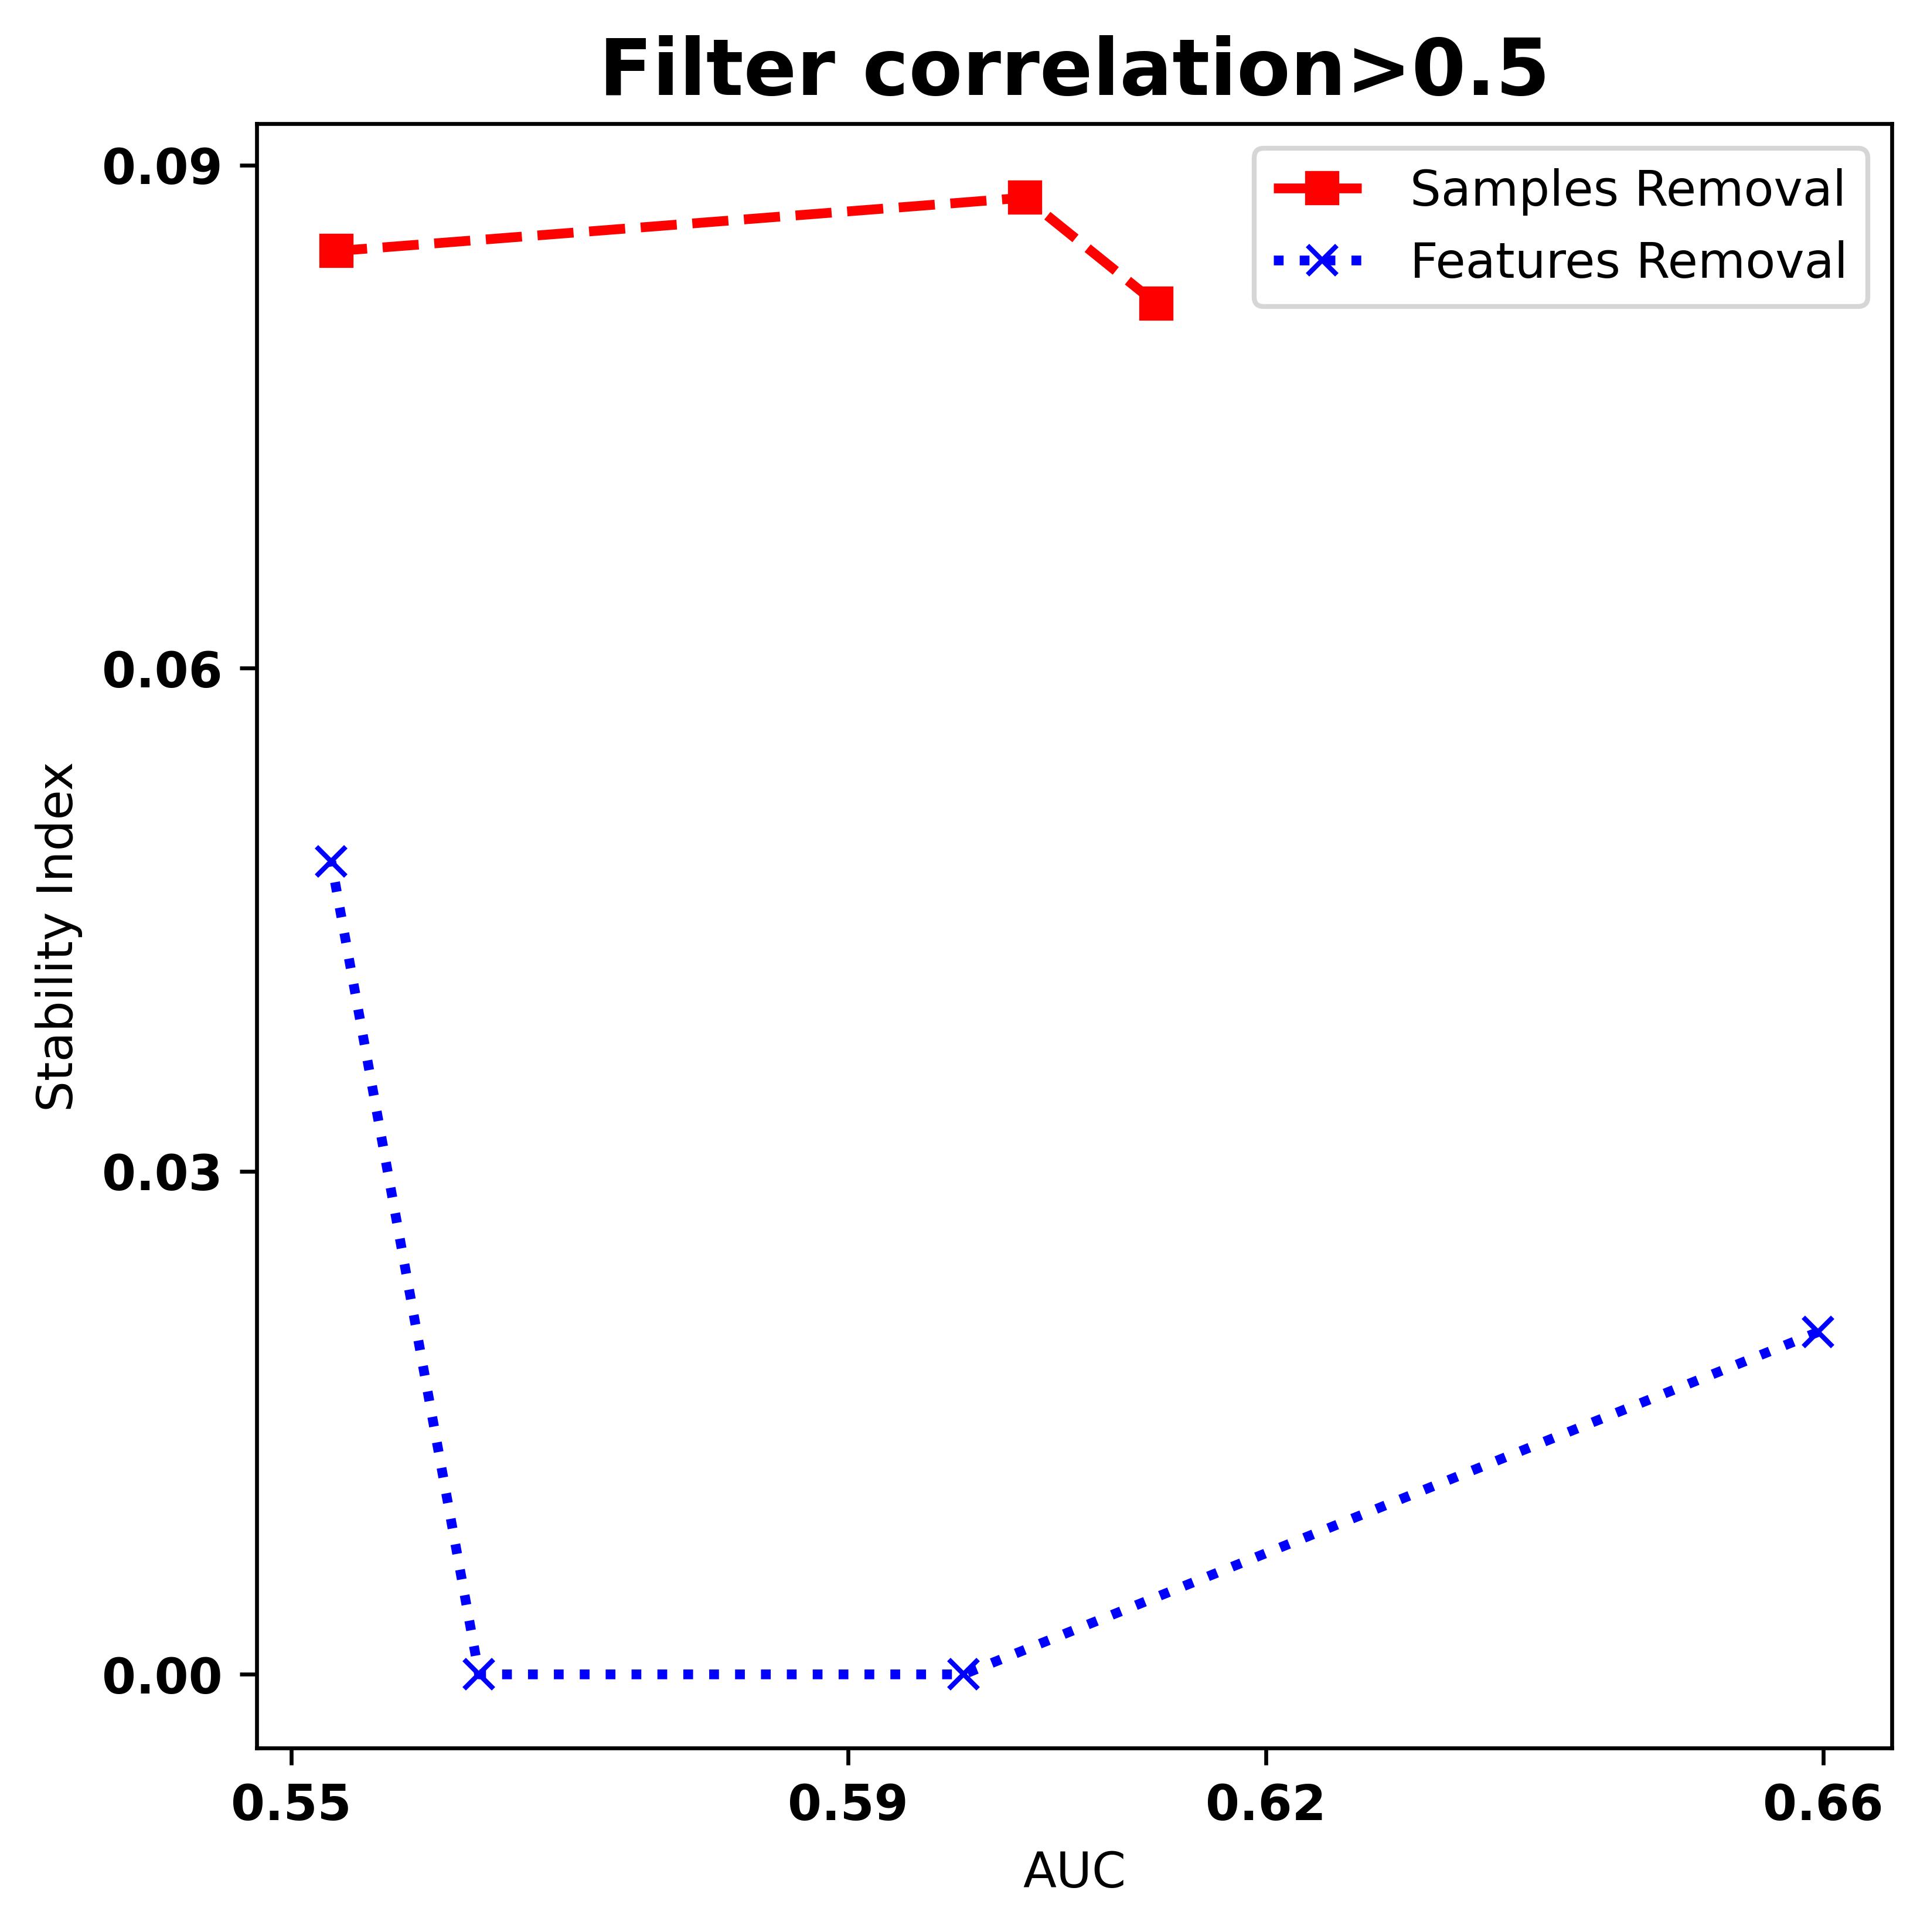 Filter correlation>0.5
Samples Removal
Features Removal
0.09
0.06
0.03
0.00
Stability Index
0.55 0.59 0.62 0.66
AUC